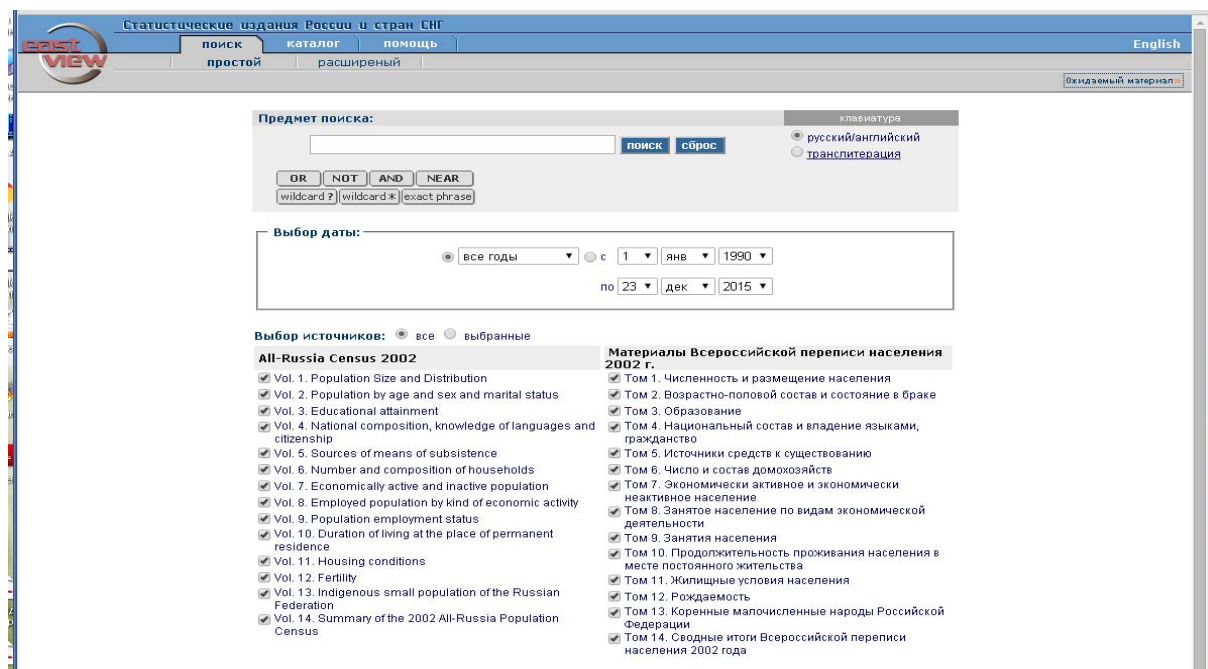 Статистические издания России и стран СНГ
east
view
поиск каталог помощь English
простой расширеный
Ожидаемый материал»
Предмет поиска:
клавиатура
поиск сброс
русский/английский
транслитерация
OR NOT AND NEAR
wildcard ? wildcard * exact phrase
Выбор даты:
все годы с 1 янв 1990
по 23 дек 2015
Выбор источников: все выбранные
All-Russia Census 2002
Vol. 1. Population Size and Distribution
Vol. 2. Population by age and sex and marital status
Vol. 3. Educational attainment
Vol. 4. National composition, knowledge of languages and
citizenship
Vol. 5. Sources of means of subsistence
Vol. 6. Number and composition of households
Vol. 7. Economically active and inactive population
Vol. 8. Employed population by kind of economic activity
Vol. 9. Population employment status
Vol. 10. Duration of living at the place of permanent
residence
Vol. 11. Housing conditions
Vol. 12. Fertility
Vol. 13. Indigenous small population of the Russian
Federation
Vol. 14. Summary of the 2002 All-Russia Population
Census
Материалы Всероссийской переписи населения
2002 г.
Том 1. Численность и размещение населения
Том 2. Возрастно-половой состав и состояние в браке
Том 3. Образование
Том 4. Национальный состав и владение языками,
гражданство
Том 5. Источники средств к существованию
Том 6. Число и состав домохозяйств
Том 7. Экономически активное и экономически
неактивное население
Том 8. Занятое население по видам экономической
деятельности
Том 9. Занятия населения
Том 10. Продолжительность проживания населения в
месте постоянного жительства
Том 11. Жилищные условия населения
Том 12. Рождаемость
Том 13. Коренные малочисленные народы Российской
Федерации
Том 14. Сводные итоги Всероссийской переписи
населения 2002 года